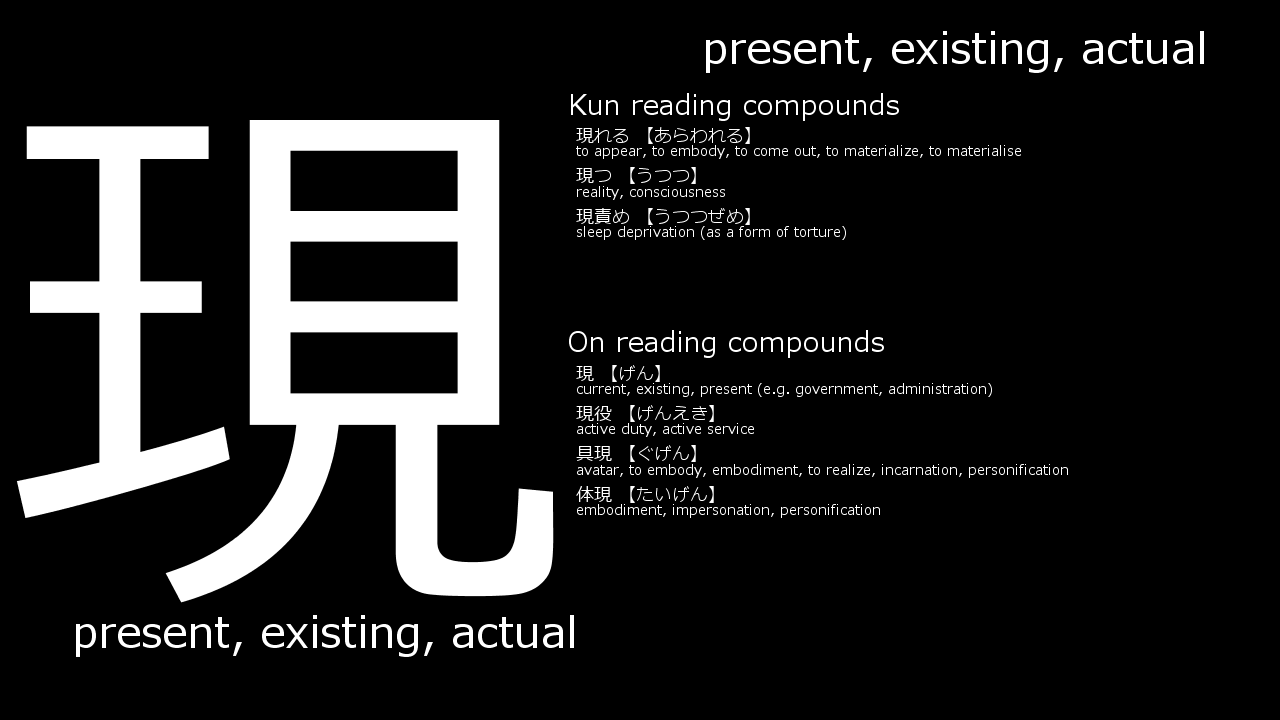 present, existing, actual
現
Kun reading compounds
現れる 【あらわれる】
to appear, to embody, to come out, to materialize, to materialise
現つ 【うつつ】
reality, consciousness
現責め 【うつつぜめ】
sleep deprivation (as a form of torture)
On reading compounds
現 【げん】
current, existing, present (e.g. government, administration)
現役 【げんえき】
active duty, active service
具現 【ぐげん】
avatar, to embody, embodiment, to realize, incarnation, personification
体現 【たいげん】
embodiment, impersonation, personification
present, existing, actual